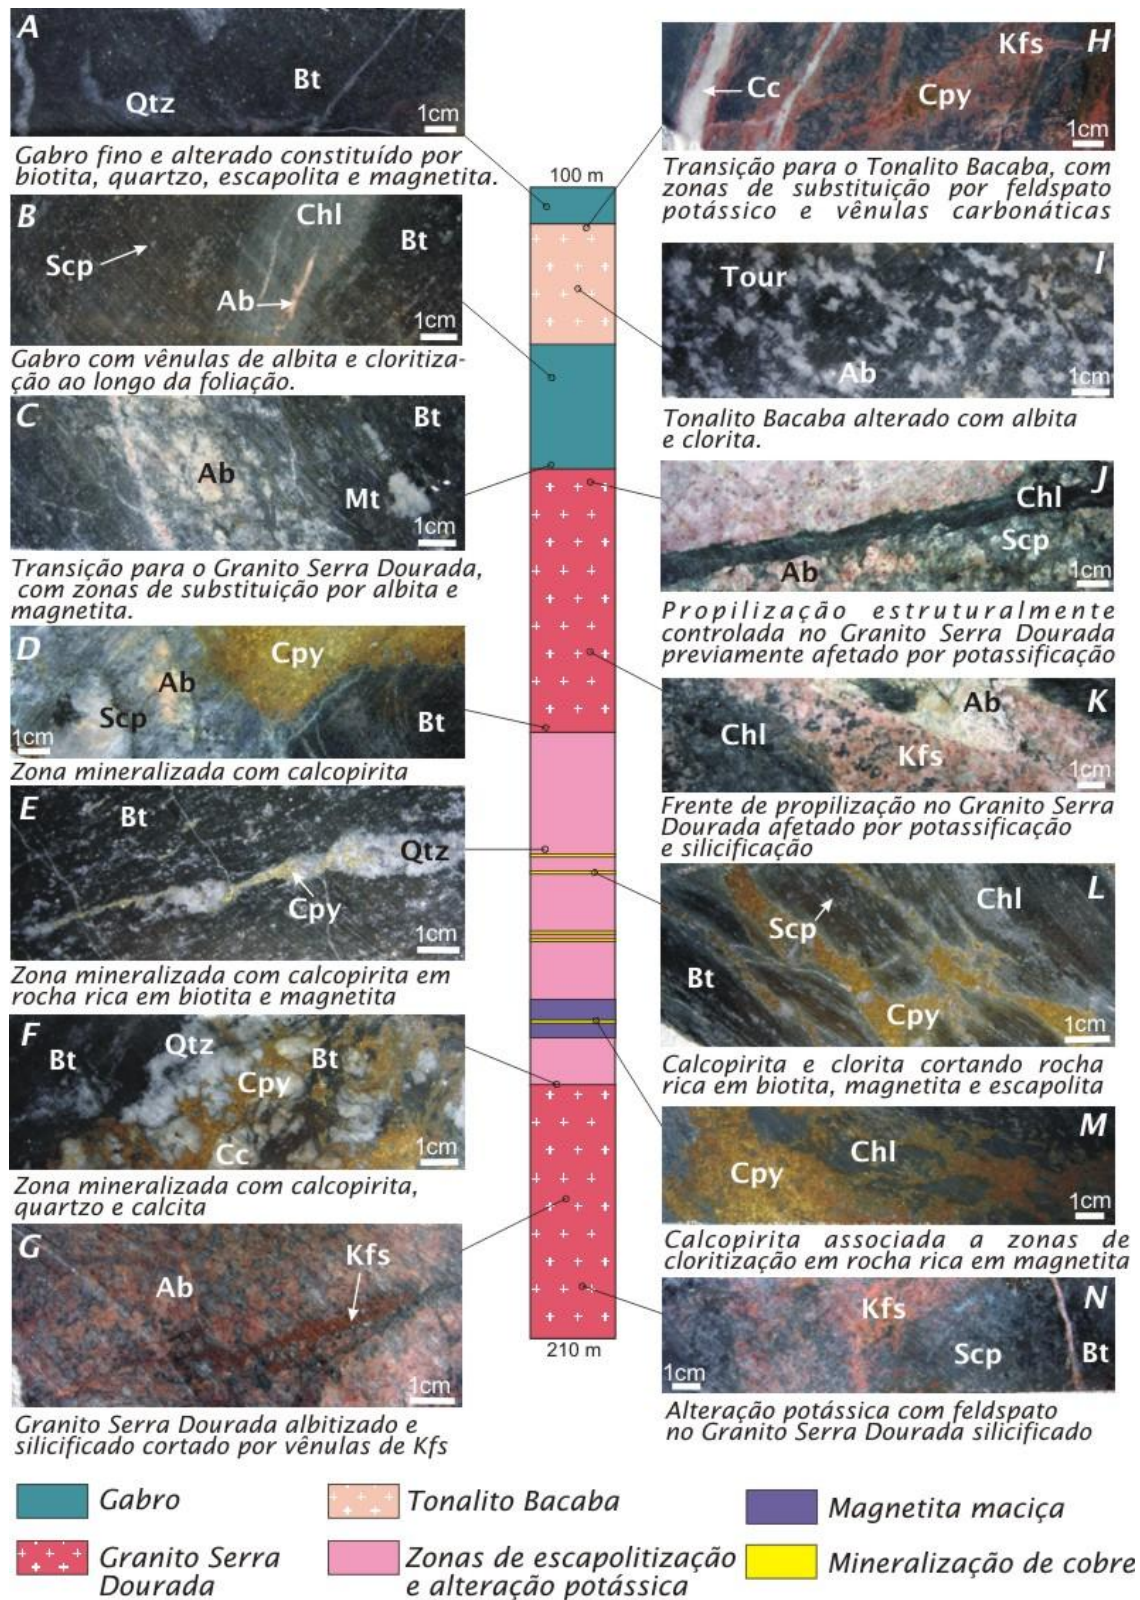 A
Bt
Qtz
1cm
Gabro fino e alterado constituído por
biotita, quartzo, escapolita e magnetita.
B
Chl
Bt
Scp
Ab
1cm
Gabro com vênulas de albita e cloritiza-
ção ao longo da foliação.
C
Bt
Ab
Mt
1cm
Transição para o Granito Serra Dourada,
com zonas de substituição por albita e
magnetita.
D
Cpy
Ab
Scp
Bt
1cm
Zona mineralizada com calcopirita
E
Bt
Qtz
Cpy
1cm
Zona mineralizada com calcopirita em
rocha rica em biotita e magnetita
F
Qtz
Bt
Bt
Cpy
Cc
1cm
Zona mineralizada com calcopirita,
quartzo e calcita
G
Kfs
Ab
1cm
Granito Serra Dourada albitizado e
silicificado cortado por vênulas de Kfs
100 m
210 m
H
Kfs
Cc
Cpy
1cm
Transição para o Tonalito Bacaba, com
zonas de substituição por feldspato
potássico e vênulas carbonáticas
I
Tour
Ab
1cm
Tonalito Bacaba alterado com albita
e clorita.
J
Chl
Scp
Ab
1cm
Propilização estruturalmente
controlada no Granito Serra Dourada
previamente afetado por potassificação
K
Ab
Chl
Kfs
1cm
Frente de propilização no Granito Serra
Dourada afetado por potassificação
e silicificação
L
Chl
Scp
Bt
Cpy
1cm
Calcopirita e clorita cortando rocha
rica em biotita, magnetita e escapolita
M
Chl
Cpy
1cm
Calcopirita associada a zonas de
cloritização em rocha rica em magnetita
N
Kfs
Scp
Bt
1cm
Alteração potássica com feldspato
no Granito Serra Dourada silicificado
Gabro
Tonalito Bacaba
Magnetita maciça
Granito Serra
Dourada
Zonas de escapolitização
e alteração potássica
Mineralização de cobre